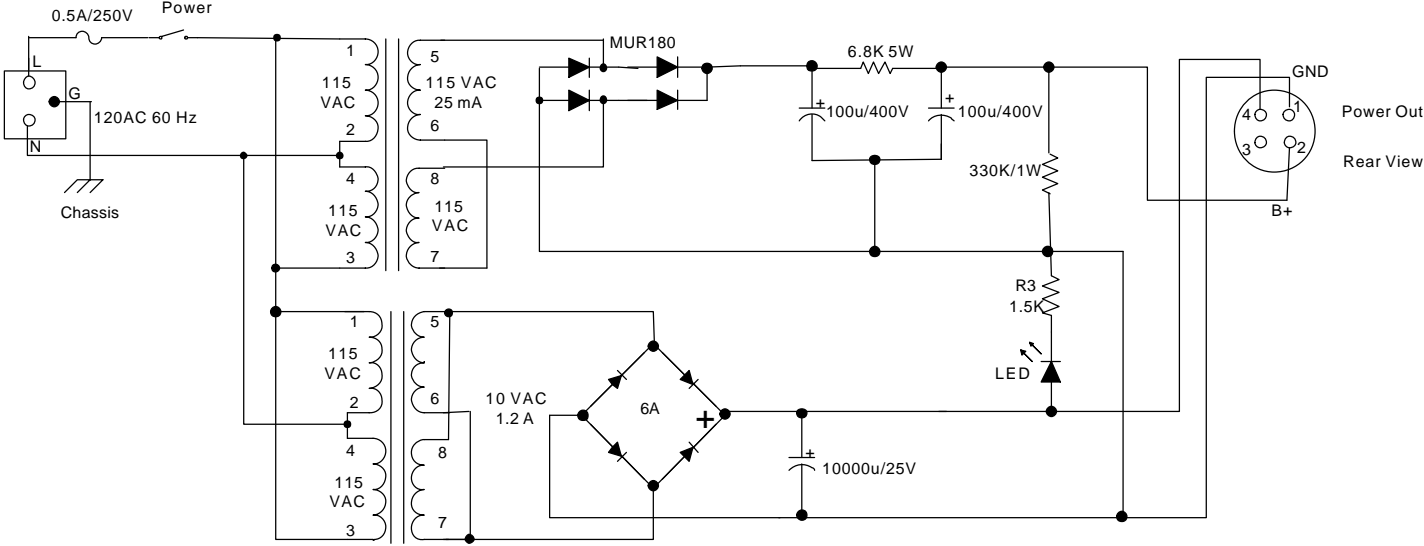 0.5A/250V
Power
L
G
120AC 60 Hz
N
Chassis
1
115
VAC
2
4
115
VAC
3
5
115 VAC
25 mA
6
8
115
VAC
7
MUR180
+
100u/400V
6.8K 5W
+
100u/400V
330K/1W
GND
4
1
3
2
B+
Power Out
Rear View
R3
1.5K
LED
1
115
VAC
2
4
115
VAC
3
5
6
8
7
10 VAC
1.2 A
6A
+
+
10000u/25V